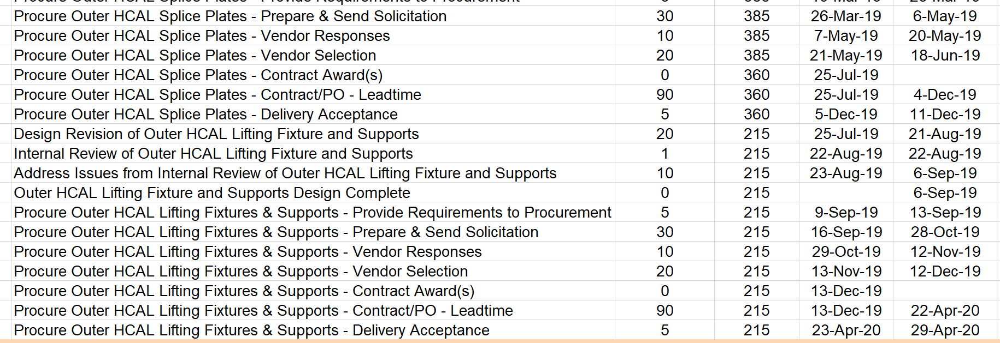 Procure Outer HCAL Splice Plates - Provide Requirements to Procurement
Procure Outer HCAL Splice Plates - Prepare & Send Solicitation 30 385 26-Mar-19 6-May-19
Procure Outer HCAL Splice Plates - Vendor Responses 10 385 7-May-19 20-May-19
Procure Outer HCAL Splice Plates - Vendor Selection 20 385 21-May-19 18-Jun-19
Procure Outer HCAL Splice Plates - Contract Award(s) 0 360 25-Jul-19
Procure Outer HCAL Splice Plates - Contract/PO - Leadtime 90 360 25-Jul-19 4-Dec-19
Procure Outer HCAL Splice Plates - Delivery Acceptance 5 360 5-Dec-19 11-Dec-19
Design Revision of Outer HCAL Lifting Fixture and Supports 20 215 25-Jul-19 21-Aug-19
Internal Review of Outer HCAL Lifting Fixture and Supports 1 215 22-Aug-19 22-Aug-19
Address Issues from Internal Review of Outer HCAL Lifting Fixture and Supports 10 215 23-Aug-19 6-Sep-19
Outer HCAL Lifting Fixture and Supports Design Complete 0 215 6-Sep-19
Procure Outer HCAL Lifting Fixtures & Supports - Provide Requirements to Procurement 5 215 9-Sep-19 13-Sep-19
Procure Outer HCAL Lifting Fixtures & Supports - Prepare & Send Solicitation 30 215 16-Sep-19 28-Oct-19
Procure Outer HCAL Lifting Fixtures & Supports - Vendor Responses 10 215 29-Oct-19 12-Nov-19
Procure Outer HCAL Lifting Fixtures & Supports - Vendor Selection 20 215 13-Nov-19 12-Dec-19
Procure Outer HCAL Lifting Fixtures & Supports - Contract Award(s) 0 215 13-Dec-19
Procure Outer HCAL Lifting Fixtures & Supports - Contract/PO - Leadtime 90 215 13-Dec-19 22-Apr-20
Procure Outer HCAL Lifting Fixtures & Supports - Delivery Acceptance 5 215 23-Apr-20 29-Apr-20